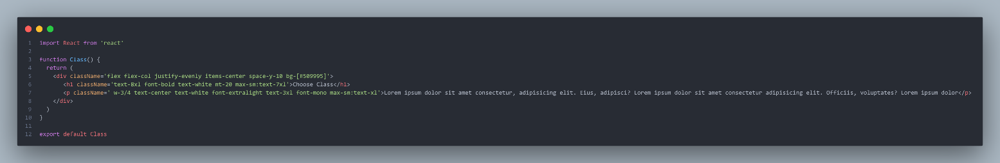 1 import React from 'react'
2
3 function Class() {
4   return (
5     <div className='flex flex-col justify-evenly items-center space-y-10 bg-[#509995]'>
6        <h1 className='text-8xl font-bold text-white mt-20 max-sm:text-7xl'>Choose Class</h1>
7        <p className=' w-3/4 text-center text-white font-extralight text-3xl font-mono max-sm:text-xl'>Lorem ipsum dolor sit amet consectetur, adipisicing elit. Eius, adipisci? Lorem ipsum dolor sit amet consectetur adipisicing elit. Officiis, voluptates? Lorem ipsum dolor</p>
8     </div>
9   )
10 }
11
12 export default Class